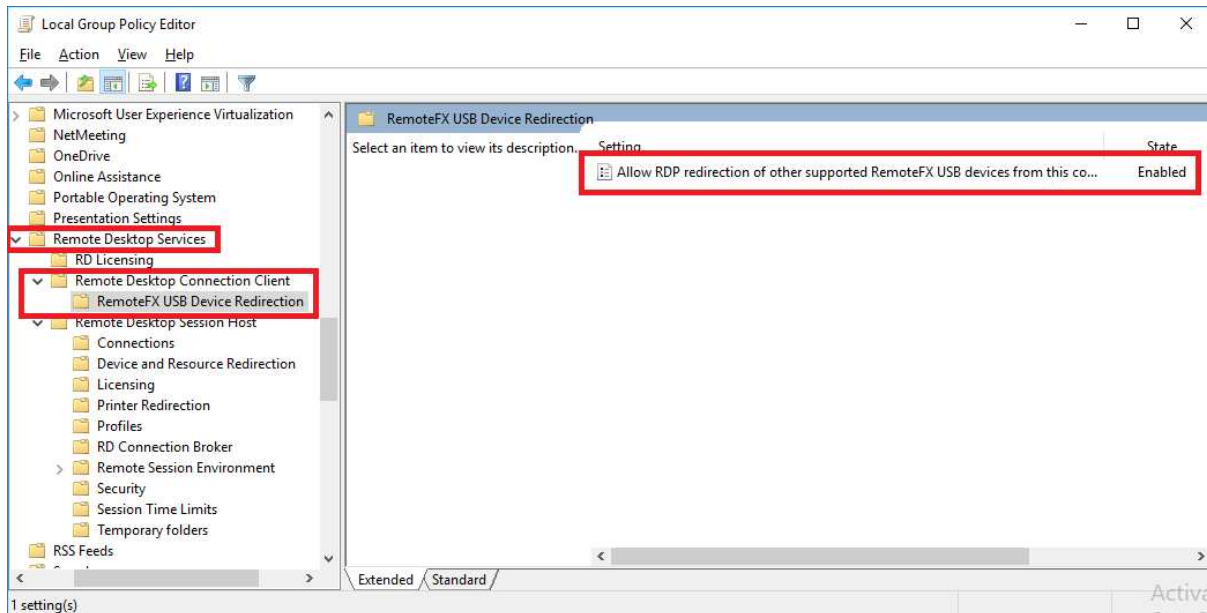 Local Group Policy Editor
File Action View Help
Microsoft User Experience Virtualization
NetMeeting
OneDrive
Online Assistance
Portable Operating System
Presentation Settings
Remote Desktop Services
RD Licensing
Remote Desktop Connection Client
RemoteFX USB Device Redirection
Remote Desktop Session Host
Connections
Device and Resource Redirection
Licensing
Printer Redirection
Profiles
RD Connection Broker
Remote Session Environment
Security
Session Time Limits
Temporary folders
RSS Feeds
RemoteFX USB Device Redirection
Select an item to view its description.
Setting State
Allow RDP redirection of other supported RemoteFX USB devices from this co... Enabled
Extended Standard
1 setting(s)